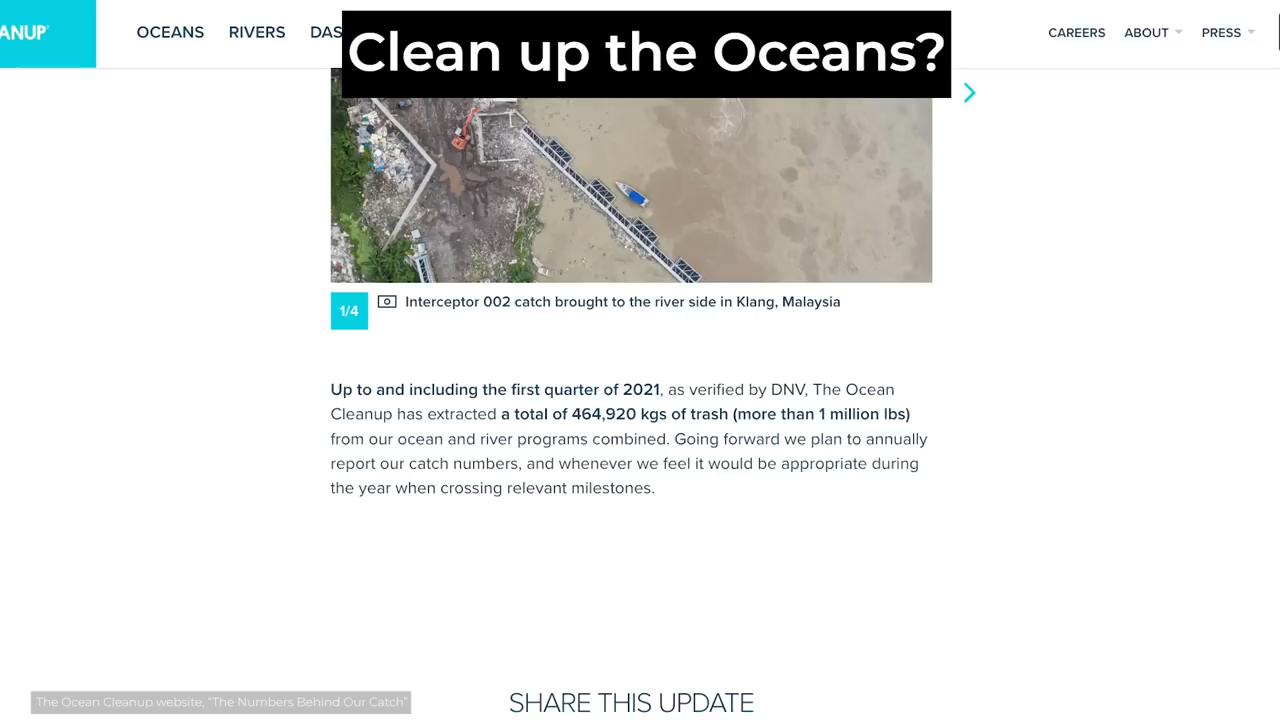 ANUP
OCEANS RIVERS DAS
Clean up the Oceans?
CAREERS ABOUT PRESS
1/4 Interceptor 002 catch brought to the river side in Klang, Malaysia
Up to and including the first quarter of 2021, as verified by DNV, The Ocean
Cleanup has extracted a total of 464,920 kgs of trash (more than 1 million lbs)
from our ocean and river programs combined. Going forward we plan to annually
report our catch numbers, and whenever we feel it would be appropriate during
the year when crossing relevant milestones.
The Ocean Cleanup website, "The Numbers Behind Our Catch"
SHARE THIS UPDATE